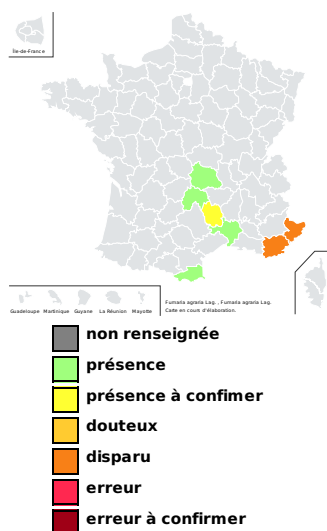 Île-de-France
Guadeloupe Martinique Guyane La Réunion Mayotte
Fumaria agraria Lag. , Fumaria agraria Lag.
Carte en cours d'élaboration.
non renseignée
présence
présence à confimer
douteux
disparu
erreur
erreur à confirmer